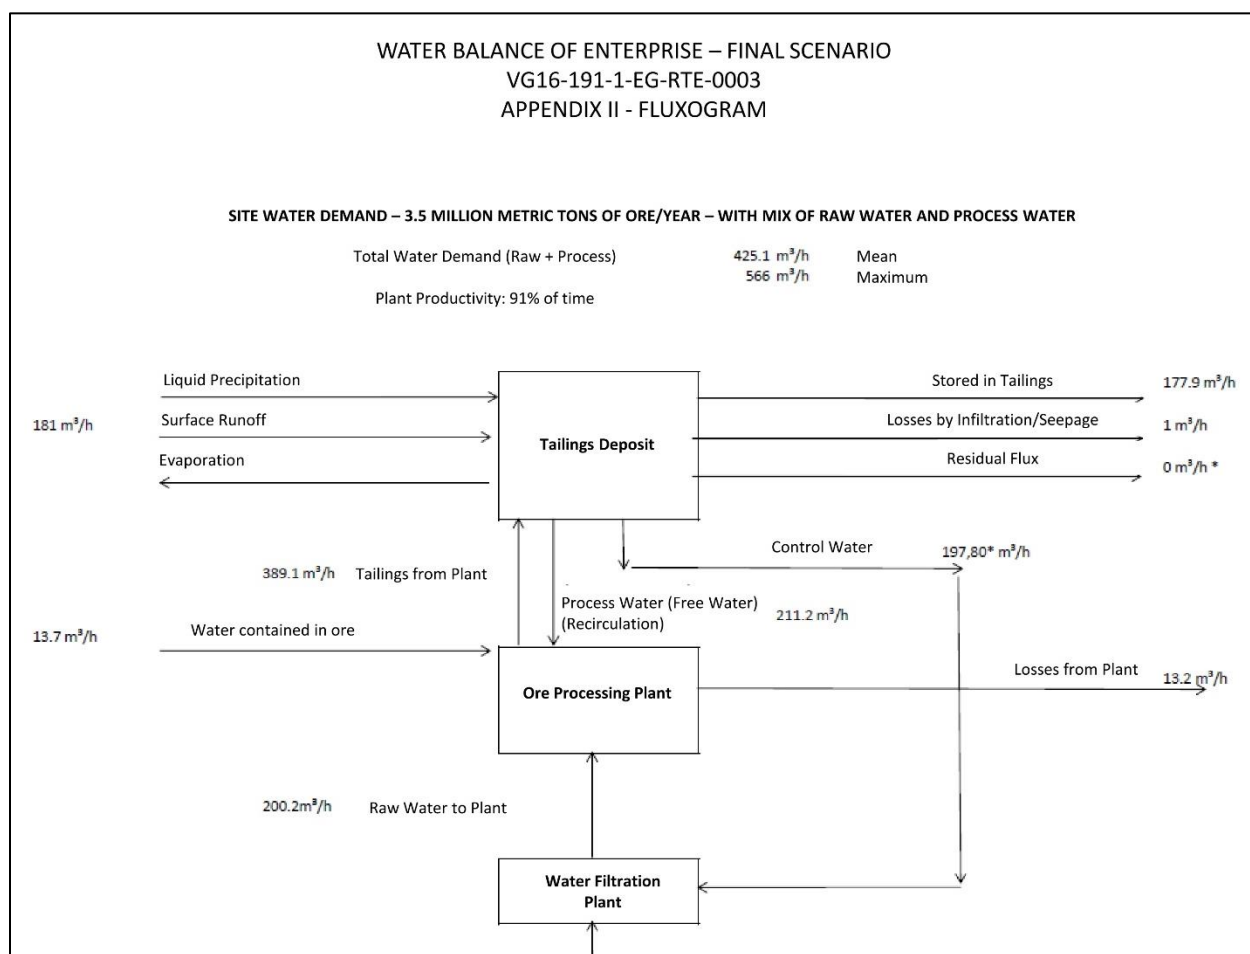 WATER BALANCE OF ENTERPRISE – FINAL SCENARIO
VG16-191-1-EG-RTE-0003
APPENDIX II - FLUXOGRAM
SITE WATER DEMAND – 3.5 MILLION METRIC TONS OF ORE/YEAR – WITH MIX OF RAW WATER AND PROCESS WATER
Total Water Demand (Raw + Process) 425.1 m³/h Mean
566 m³/h Maximum
Plant Productivity: 91% of time
Liquid Precipitation
181 m³/h Surface Runoff
Evaporation
Tailings Deposit
Stored in Tailings 177.9 m³/h
Losses by Infiltration/Seepage 1 m³/h
Residual Flux 0 m³/h *
Control Water 197,80* m³/h
389.1 m³/h Tailings from Plant
Process Water (Free Water) 211.2 m³/h
(Recirculation)
13.7 m³/h Water contained in ore
Ore Processing Plant
Losses from Plant 13.2 m³/h
200.2m³/h Raw Water to Plant
Water Filtration
Plant